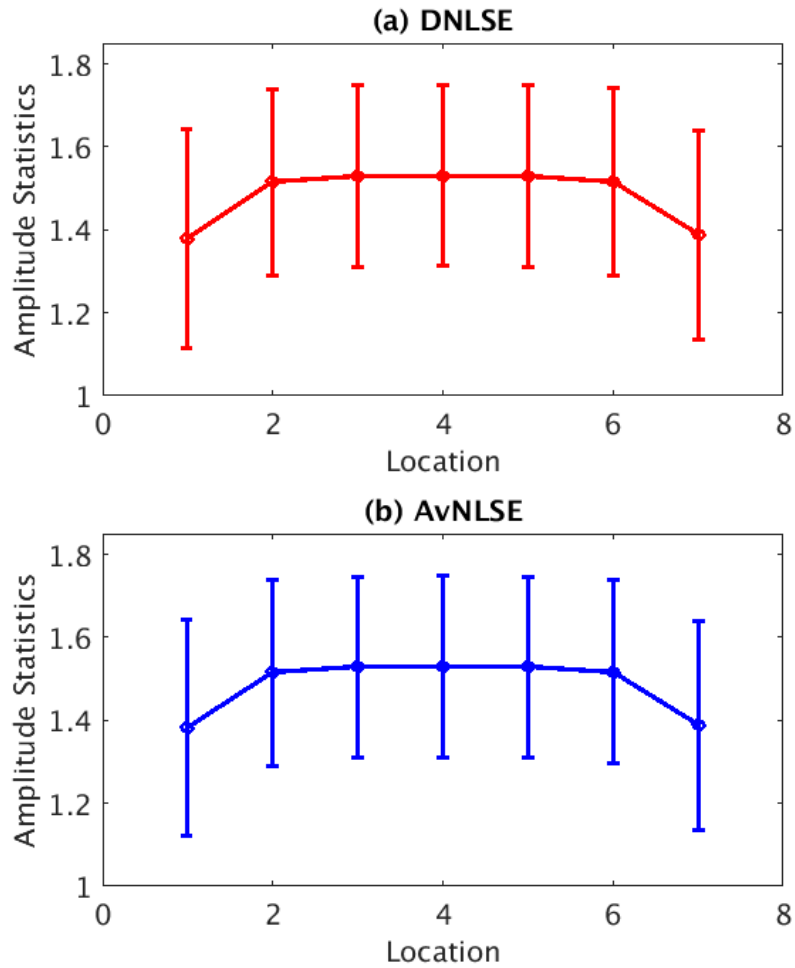 (a) DNLSE
1.8
1.6
1.4
1.2
1
Amplitude Statistics
0 2 4 6 8
Location
(b) AvNLSE
1.8
1.6
1.4
1.2
1
Amplitude Statistics
0 2 4 6 8
Location